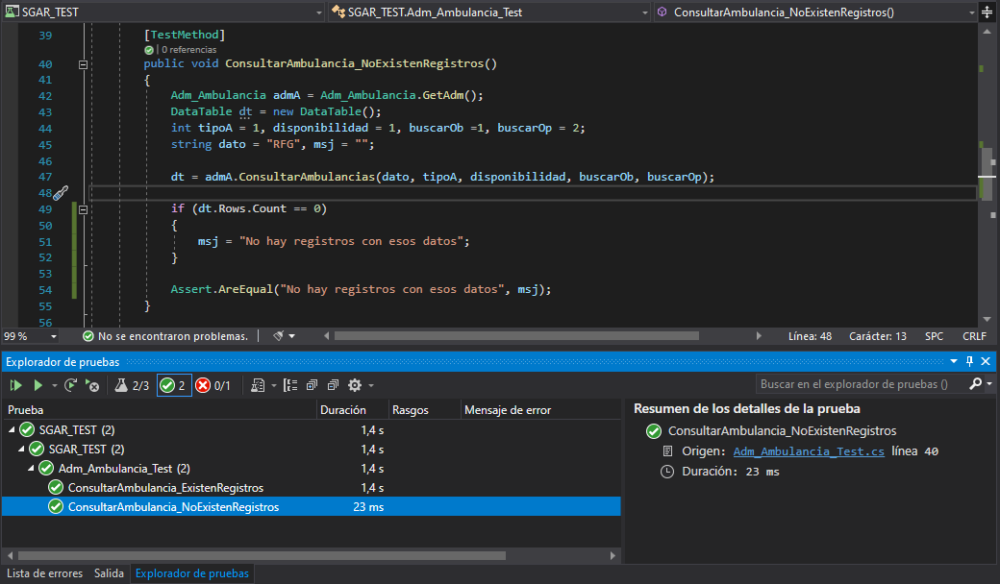 SGAR_TEST
SGAR_TEST.Adm_Ambulancia_Test
ConsultarAmbulancia_NoExistenRegistros()
39 [TestMethod]
0 referencias
40 public void ConsultarAmbulancia_NoExistenRegistros()
41 {
42 Adm_Ambulancia admA = Adm_Ambulancia.GetAdm();
43 DataTable dt = new DataTable();
44 int tipoA = 1, disponibilidad = 1, buscarOb =1, buscarOp = 2;
45 string dato = "RFG", msj = "";
46
47 dt = admA.ConsultarAmbulancias(dato, tipoA, disponibilidad, buscarOb, buscarOp);
48
49 if (dt.Rows.Count == 0)
50 {
51 msj = "No hay registros con esos datos";
52 }
53
54 Assert.AreEqual("No hay registros con esos datos", msj);
55 }
56
99 % No se encontraron problemas. Línea: 48 Carácter: 13 SPC CRLF
Explorador de pruebas
2/3 2 0/1 Buscar en el explorador de pruebas ()
Prueba Duración Rasgos Mensaje de error
SGAR_TEST (2) 1,4 s
SGAR_TEST (2) 1,4 s
Adm_Ambulancia_Test (2) 1,4 s
ConsultarAmbulancia_ExistenRegistros 1,4 s
ConsultarAmbulancia_NoExistenRegistros 23 ms
Resumen de los detalles de la prueba
ConsultarAmbulancia_NoExistenRegistros
Origen: Adm_Ambulancia_Test.cs línea 40
Duración: 23 ms
Lista de errores Salida Explorador de pruebas